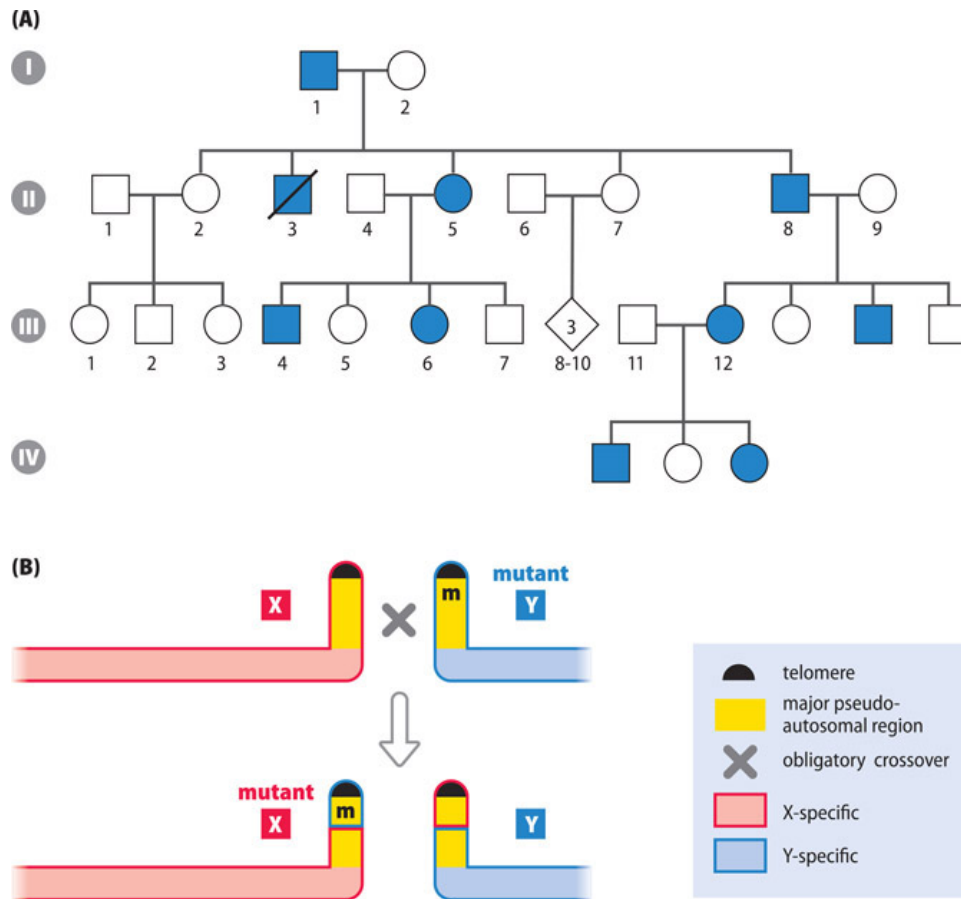 (A)
I
1 2
II
1 2 3 4 5 6 7 8 9
3
III
1 2 3 4 5 6 7 8-10 11 12
IV
(B)
mutant
X m Y
mutant
m
X Y
telomere
major pseudo-
autosomal region
obligatory crossover
X-specific
Y-specific